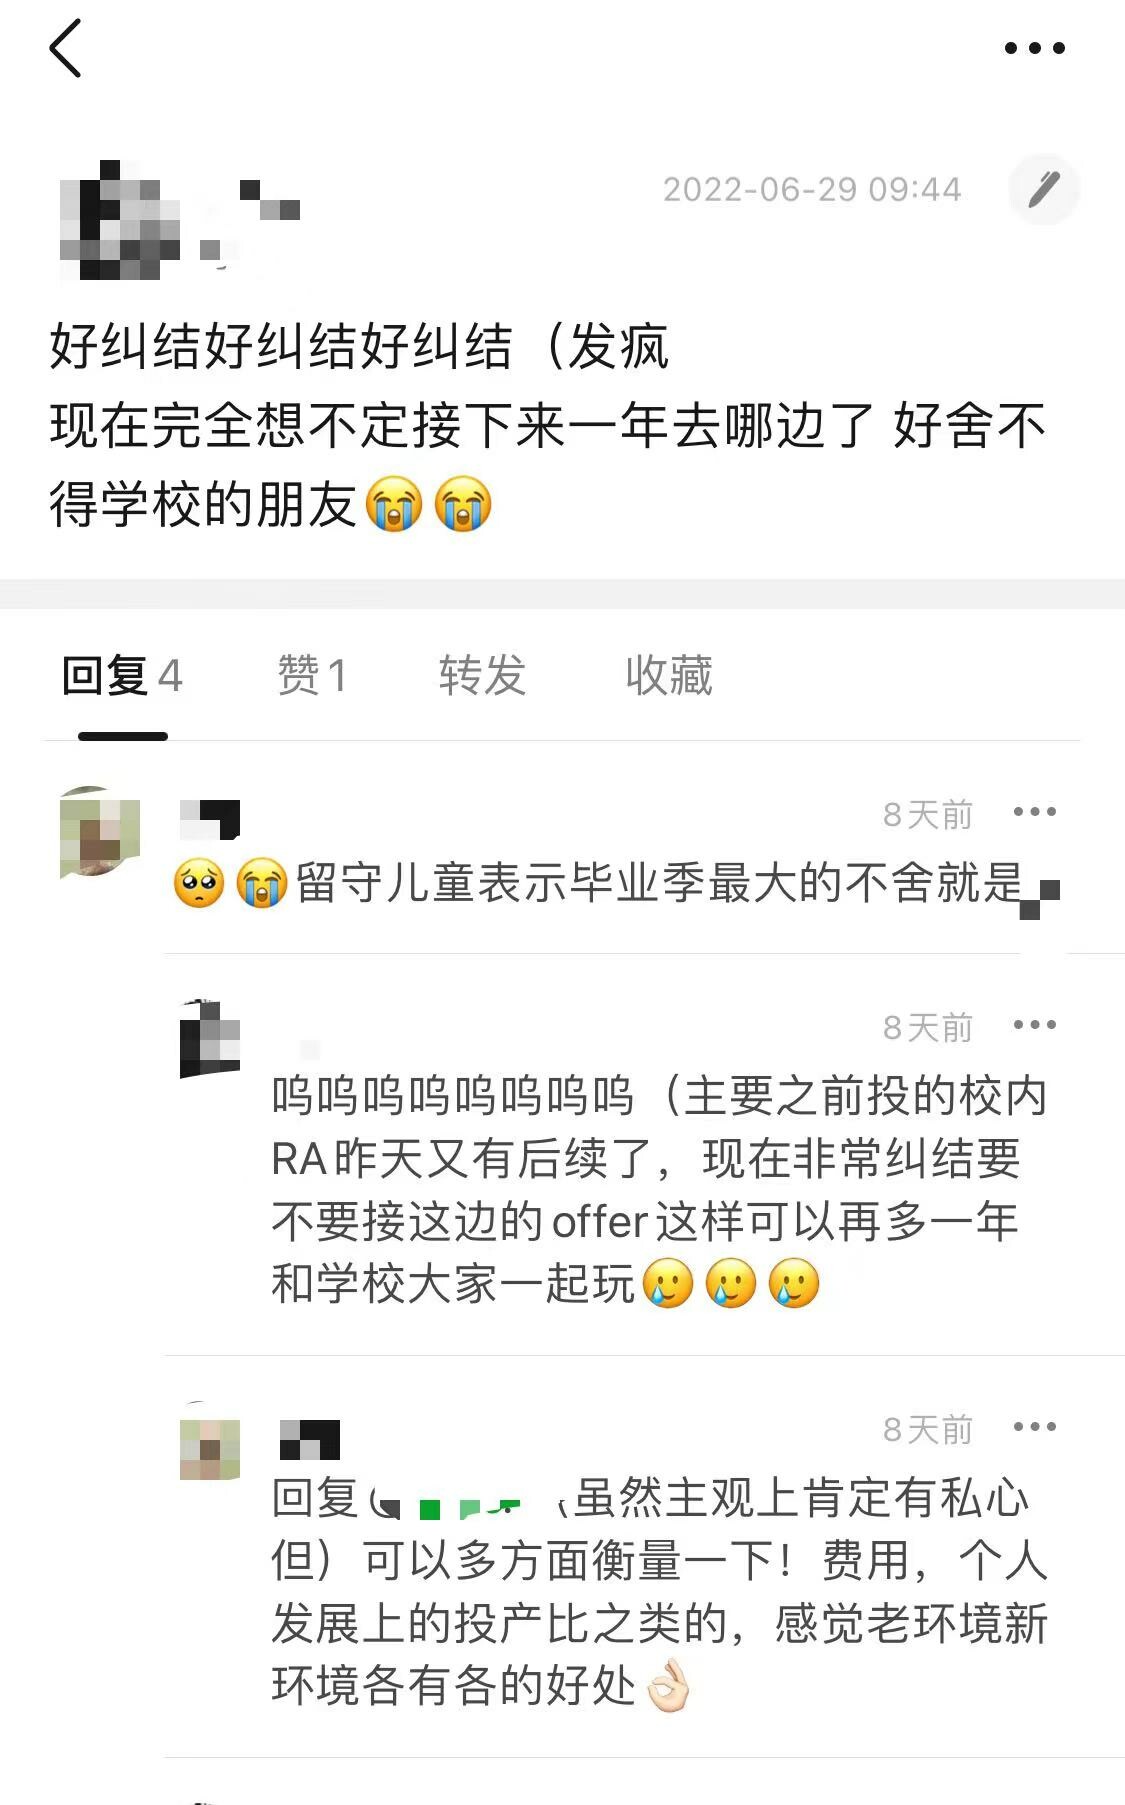 2022-06-29 09:44
好纠结好纠结好纠结（发疯
现在完全想不定接下来一年去哪边了 好舍不
得学校的朋友😭😭
回复 4 赞 1 转发 收藏
8天前
🥺😭留守儿童表示毕业季最大的不舍就是
8天前
呜呜呜呜呜呜呜呜（主要之前投的校内
RA昨天又有后续了，现在非常纠结要
不要接这边的offer这样可以再多一年
和学校大家一起玩🥲🥲🥲
8天前
回复（虽然主观上肯定有私心
但）可以多方面衡量一下！费用，个人
发展上的投产比之类的，感觉老环境新
环境各有各的好处👌🏻